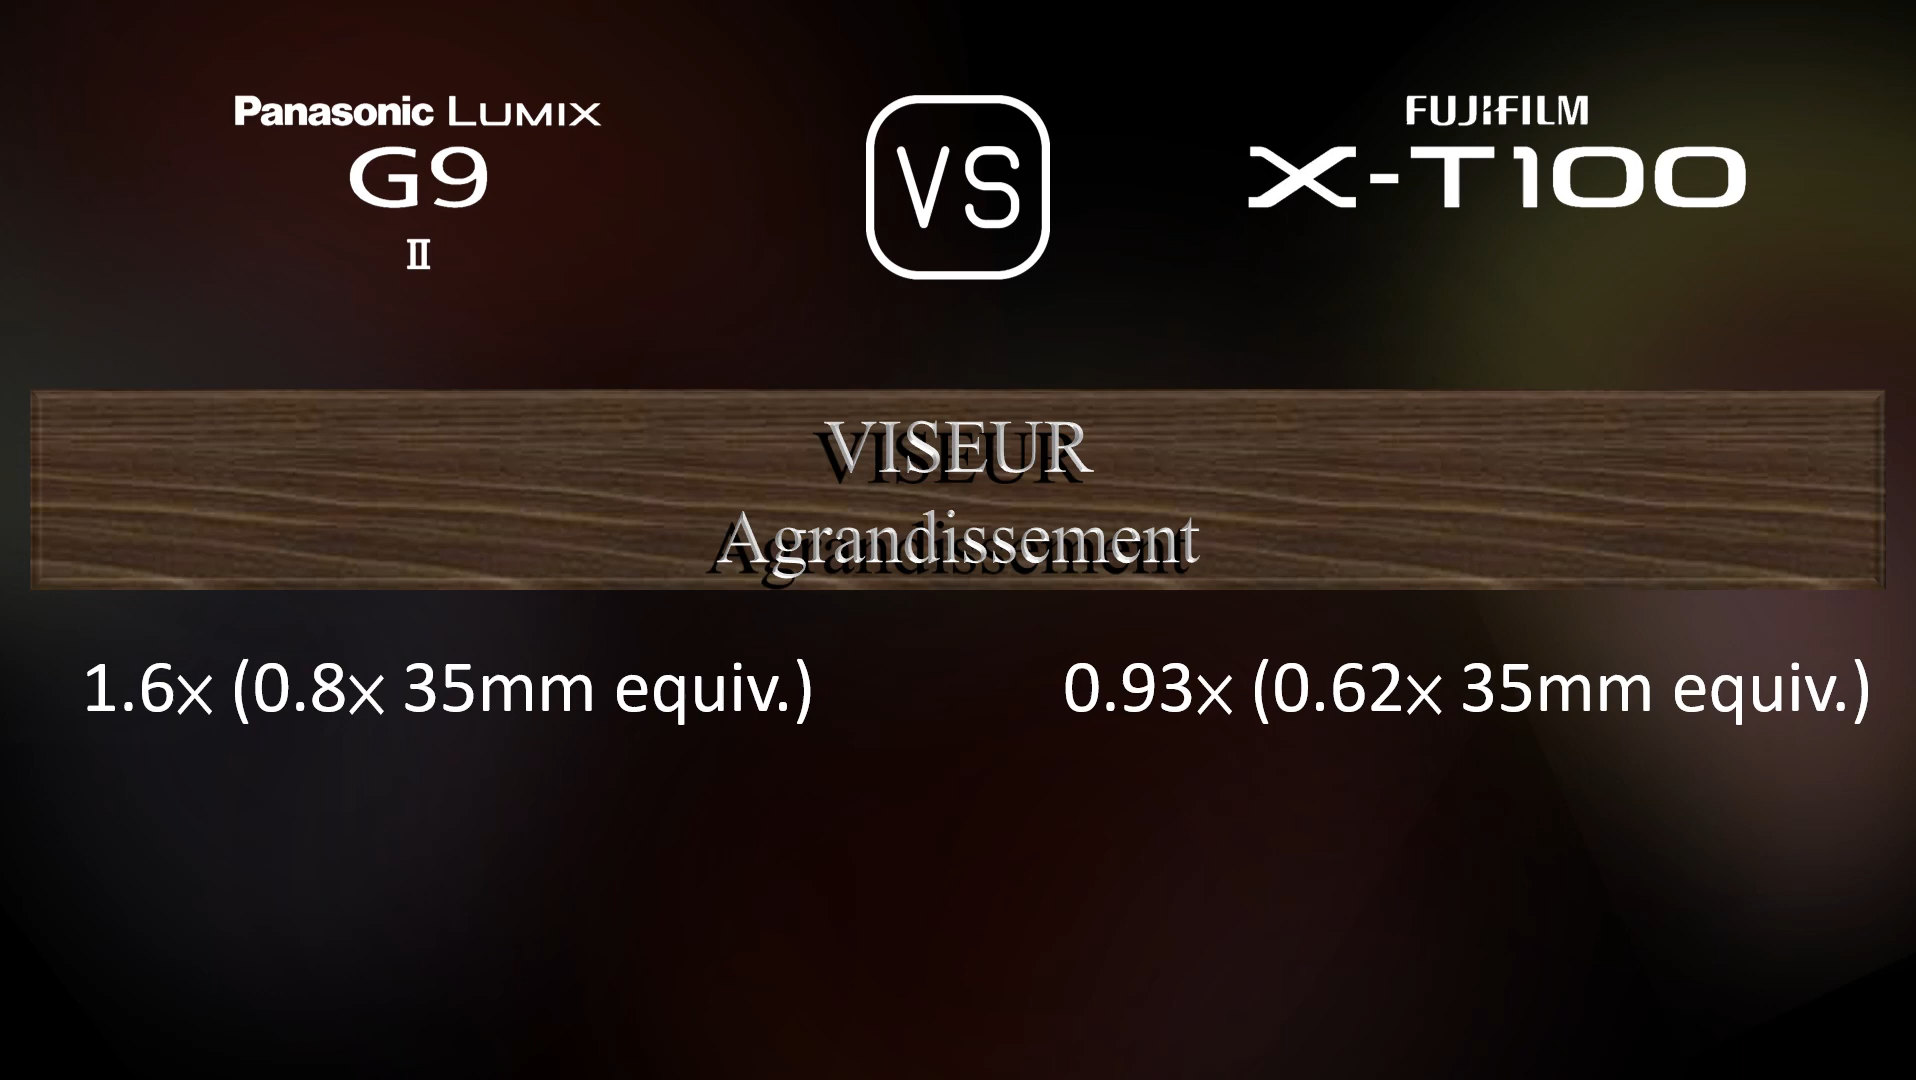 Panasonic LUMIX
G9
II
VS
FUJIFILM
X-T100
VISEUR
Agrandissement
1.6x (0.8x 35mm equiv.)
0.93x (0.62x 35mm equiv.)